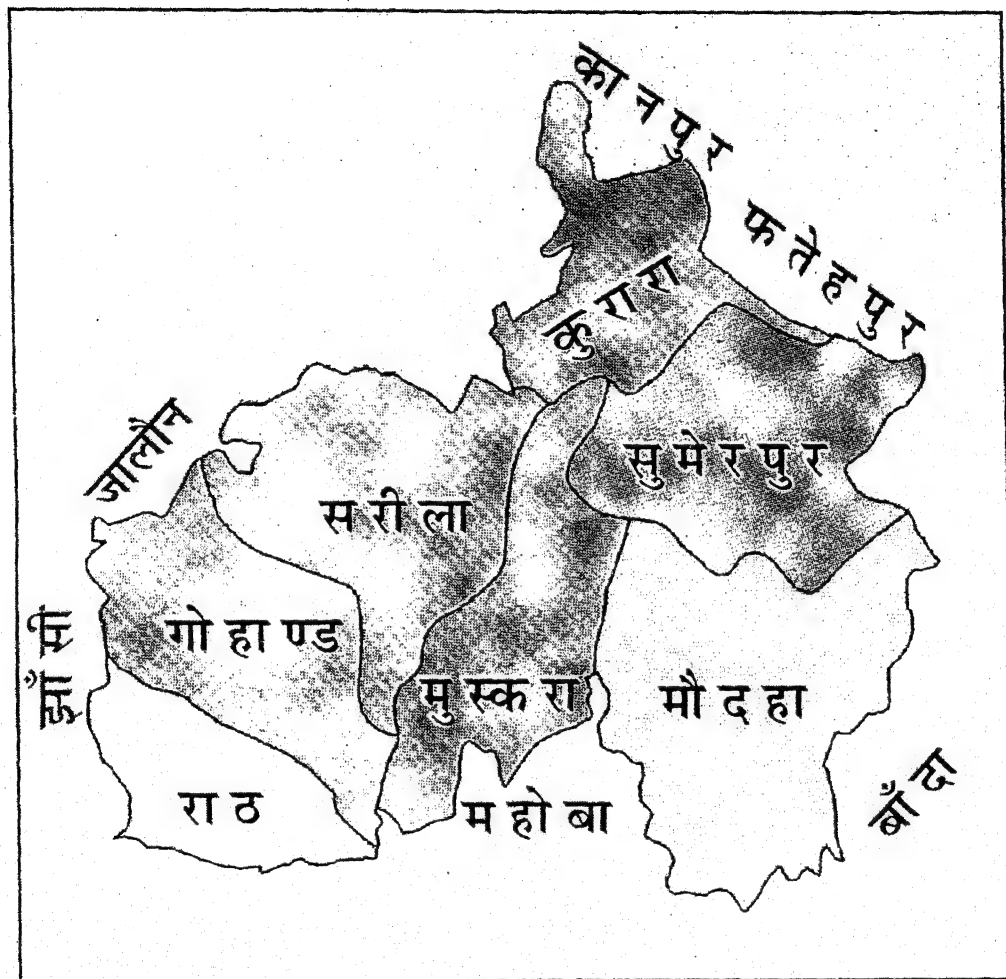 कानपुर
फतेहपुर
कुरारा
जालौन
सुमेरपुर
सरीला
गोहाण्ड
झाँसी
मुस्करा
मौदहा
राठ
महोबा
बाँदा